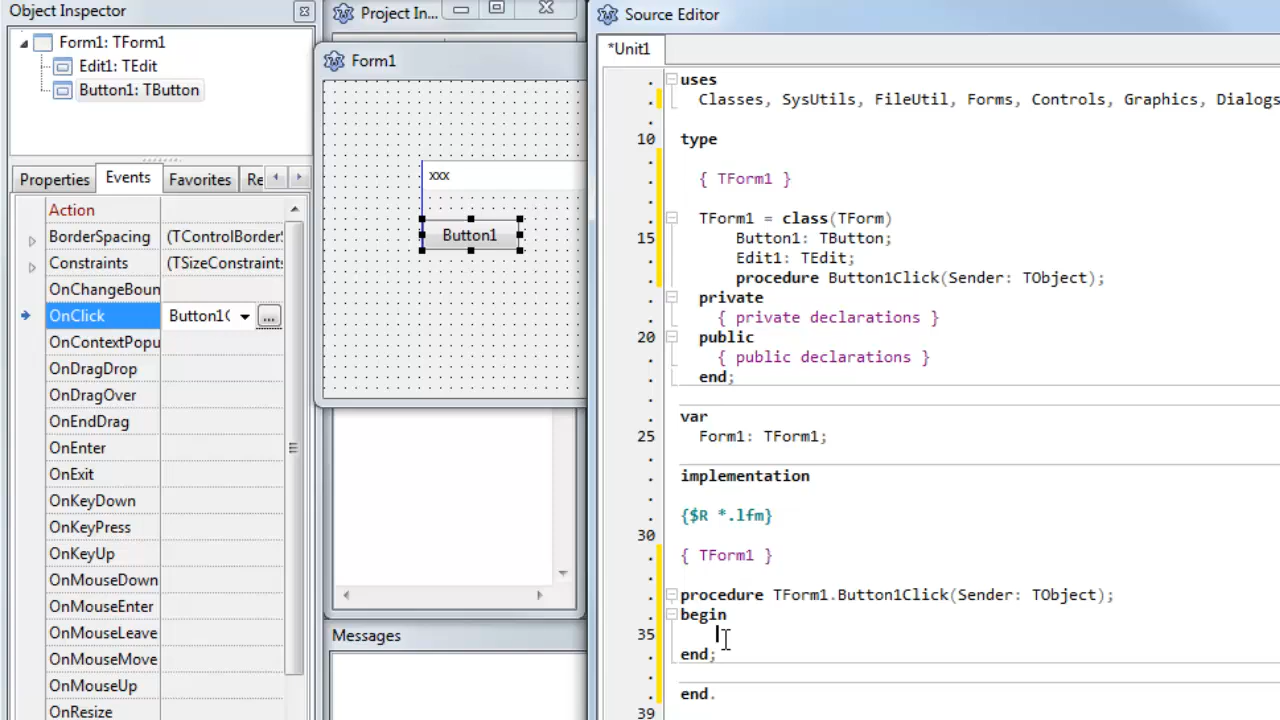 Object Inspector
Form1: TForm1
Edit1: TEdit
Button1: TButton
Properties
Events
Favorites
Re
Action
BorderSpacing (TControlBorderS
Constraints (TSizeConstraints
OnChangeBoun
OnClick Button1C ...
OnContextPopu
OnDragDrop
OnDragOver
OnEndDrag
OnEnter
OnExit
OnKeyDown
OnKeyPress
OnKeyUp
OnMouseDown
OnMouseEnter
OnMouseLeave
OnMouseMove
OnMouseUp
OnResize
Project In...
Form1
xxx
Button1
Messages
Source Editor
*Unit1
uses
Classes, SysUtils, FileUtil, Forms, Controls, Graphics, Dialogs
10 type
{ TForm1 }
TForm1 = class(TForm)
15 Button1: TButton;
Edit1: TEdit;
procedure Button1Click(Sender: TObject);
private
{ private declarations }
20 public
{ public declarations }
end;
var
25 Form1: TForm1;
implementation
{$R *.lfm}
30
{ TForm1 }
procedure TForm1.Button1Click(Sender: TObject);
begin
35
end;
end.
39